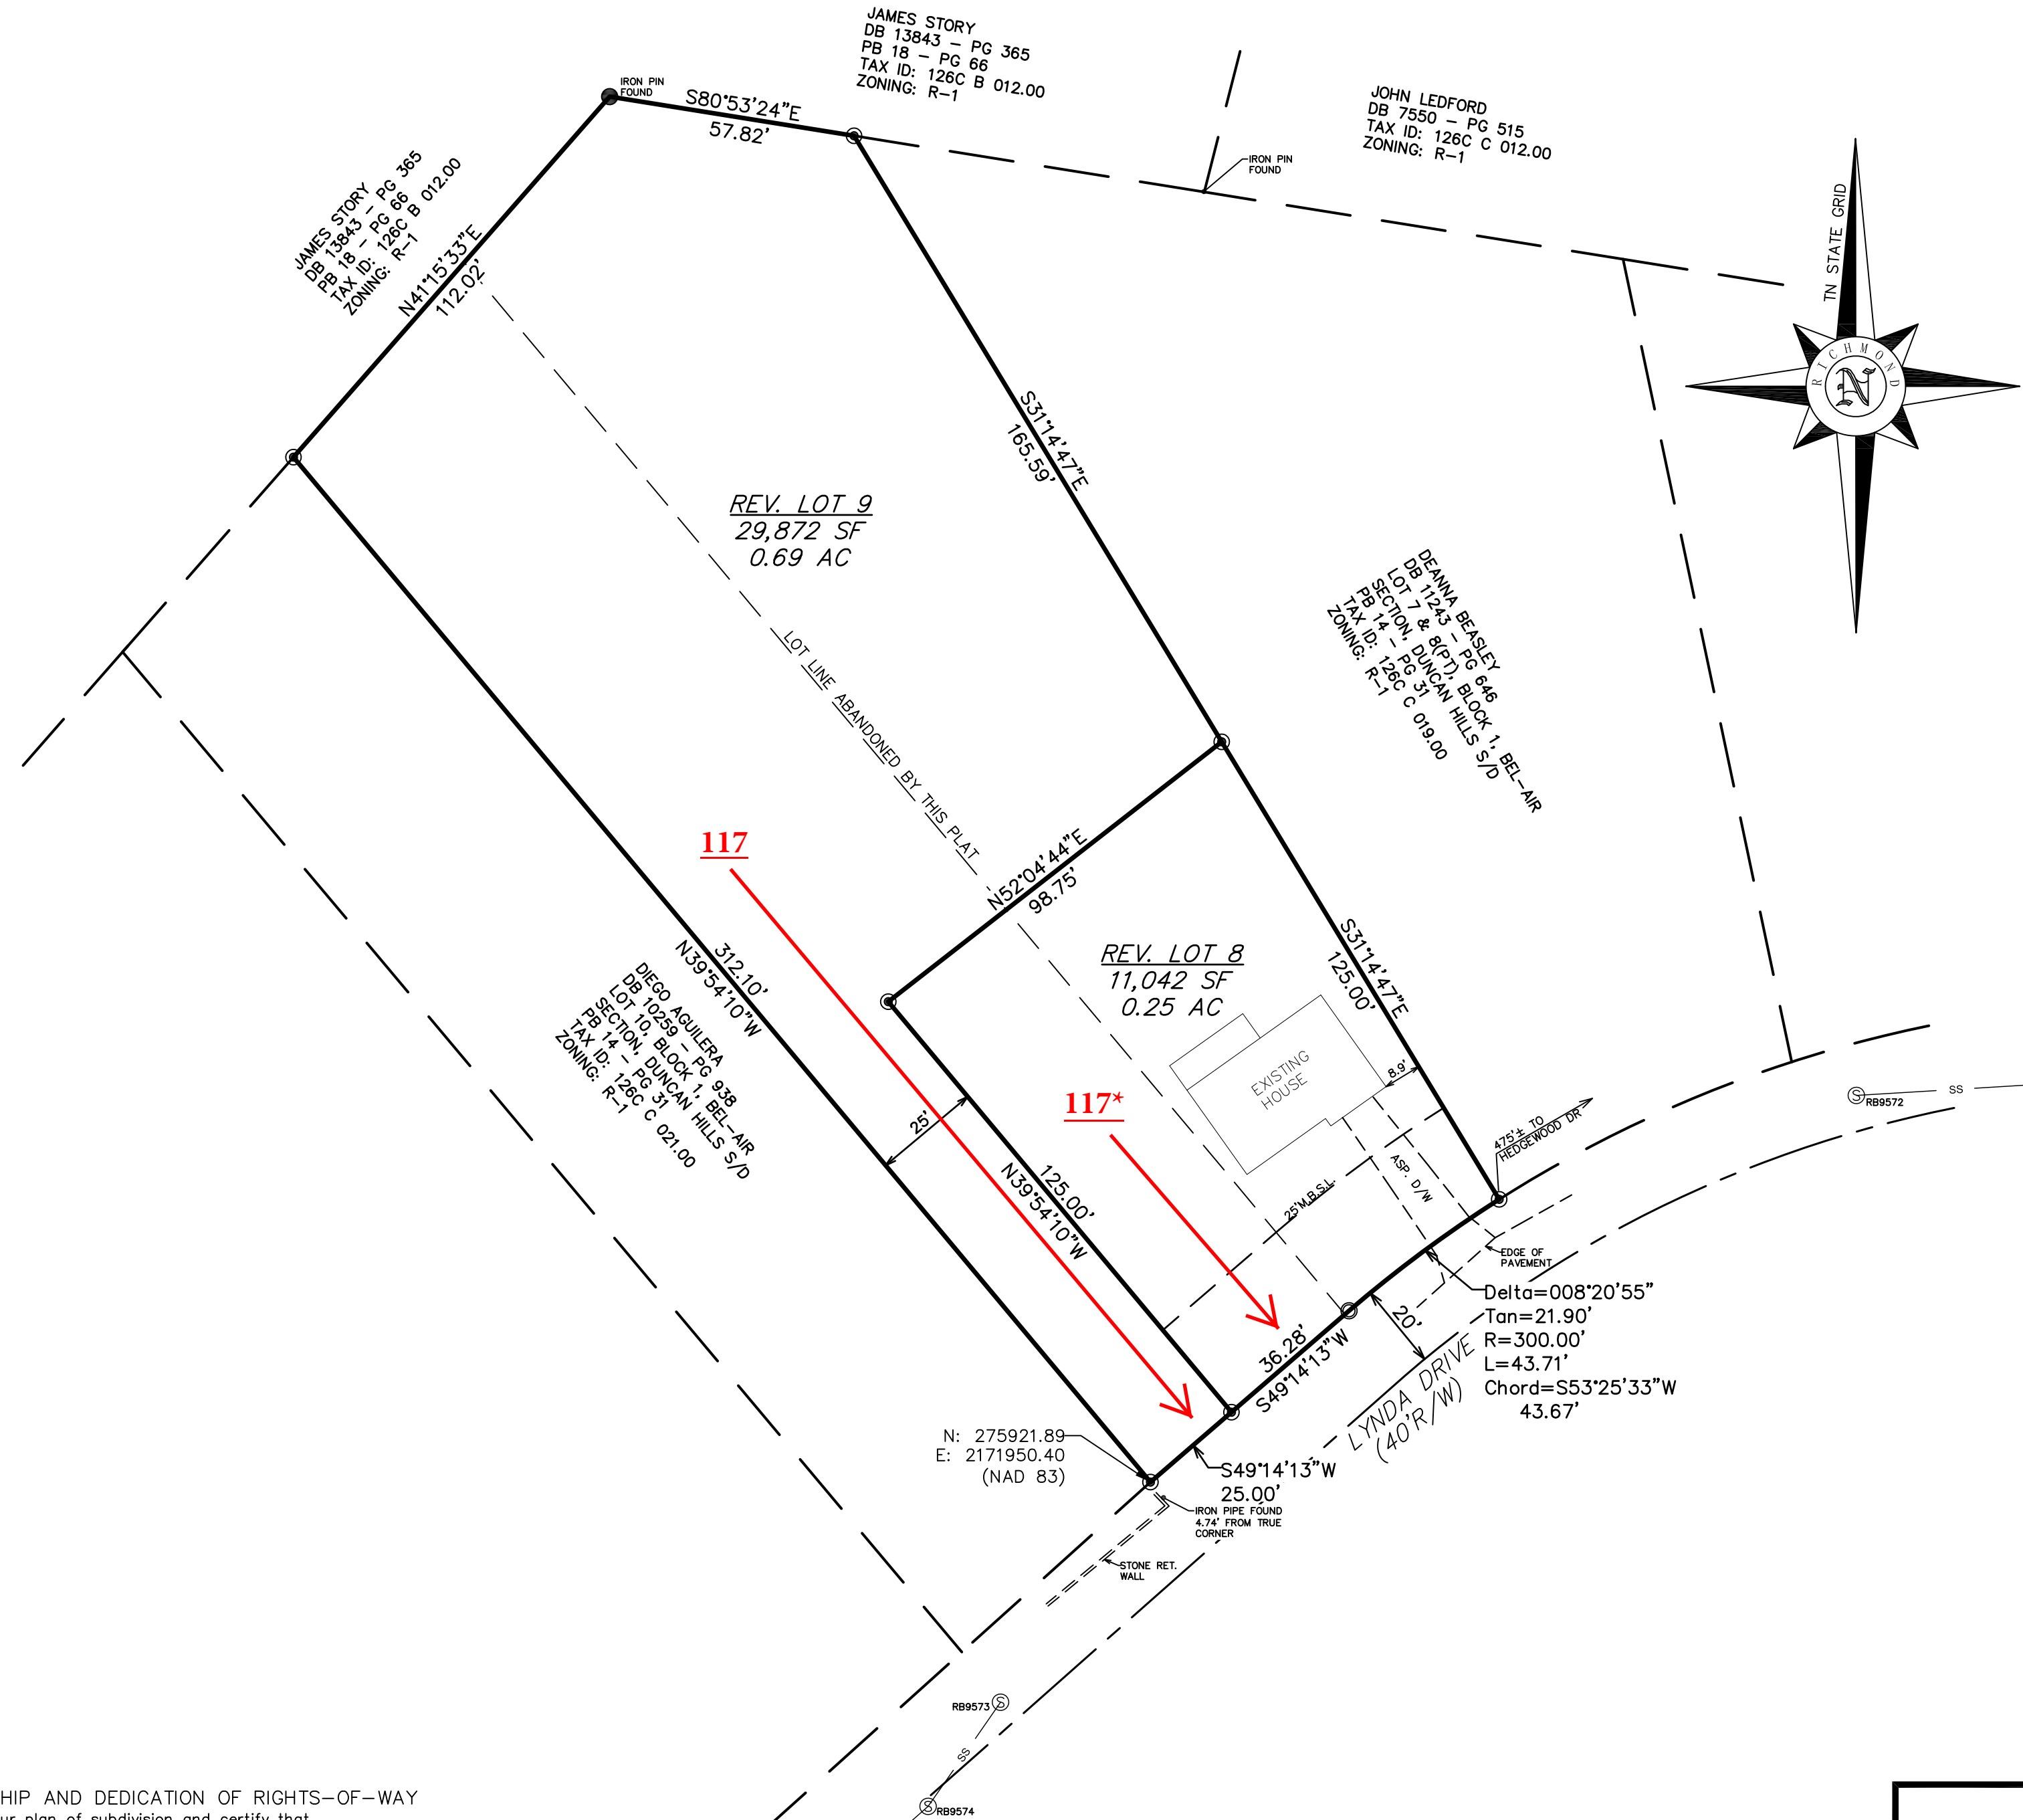 JAMES STORY
DB 13843 - PG 365
PB 18 - PG 66
TAX ID: 126C B 012.00
ZONING: R-1
IRON PIN
FOUND
S80°53'24"E
57.82'
JOHN LEDFORD
DB 7550 - PG 515
TAX ID: 126C C 012.00
ZONING: R-1
IRON PIN
FOUND
JAMES STORY
DB 13843 - PG 365
PB 18 - PG 66
TAX ID: 126C B 012.00
ZONING: R-1
N41°15'33"E
112.02'
TN STATE GRID
RICHMOND
N
S31°14'47"E
165.59'
REV. LOT 9
29,872 SF
0.69 AC
LOT LINE ABANDONED BY THIS PLAT
DEANNA BEASLEY
DB 11243 - PG 646
LOT 7 & 8(PT), BLOCK 1, BEL-AIR
SECTION, DUNCAN HILLS S/D
PB 14 - PG 31
TAX ID: 126C C 019.00
ZONING: R-1
117
N52°04'44"E
98.75'
REV. LOT 8
11,042 SF
0.25 AC
S31°14'47"E
125.00'
312.10'
N39°54'10"W
DIEGO AGUILERA
DB 10259 - PG 938
LOT 10, BLOCK 1, BEL-AIR
SECTION, DUNCAN HILLS S/D
PB 14 - PG 31
TAX ID: 126C C 021.00
ZONING: R-1
EXISTING
HOUSE
8.9'
25'
117*
125.00'
N39°54'10"W
25'M.B.S.L.
ASP. D/W
475'± TO
HEDGEWOOD DR
SS
RB9572
EDGE OF
PAVEMENT
Delta=008°20'55"
Tan=21.90'
R=300.00'
L=43.71'
Chord=S53°25'33"W
43.67'
20'
36.28'
S49°14'13"W
LYNDA DRIVE
(40'R/W)
N: 275921.89
E: 2171950.40
(NAD 83)
S49°14'13"W
25.00'
IRON PIPE FOUND
4.74' FROM TRUE
CORNER
STONE RET.
WALL
RB9573
SS
RB9574
HIP AND DEDICATION OF RIGHTS-OF-WAY
ur plan of subdivision and certify that